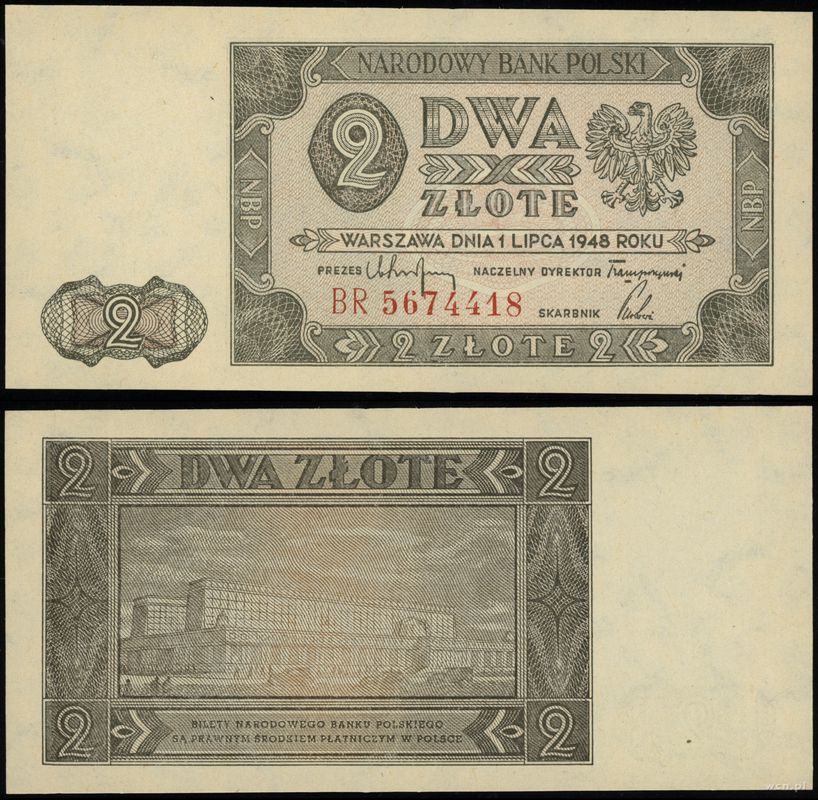 NARODOWY BANK POLSKI
2 DWA
ZŁOTE
NBP
NBP
WARSZAWA DNIA 1 LIPCA 1948 ROKU
PREZES NACZELNY DYREKTOR
BR 5674418 SKARBNIK
2
2 ZŁOTE 2
2 DWA ZŁOTE 2
BILETY NARODOWEGO BANKU POLSKIEGO
SĄ PRAWNYM ŚRODKIEM PŁATNICZYM W POLSCE
2 2
wcn.pl